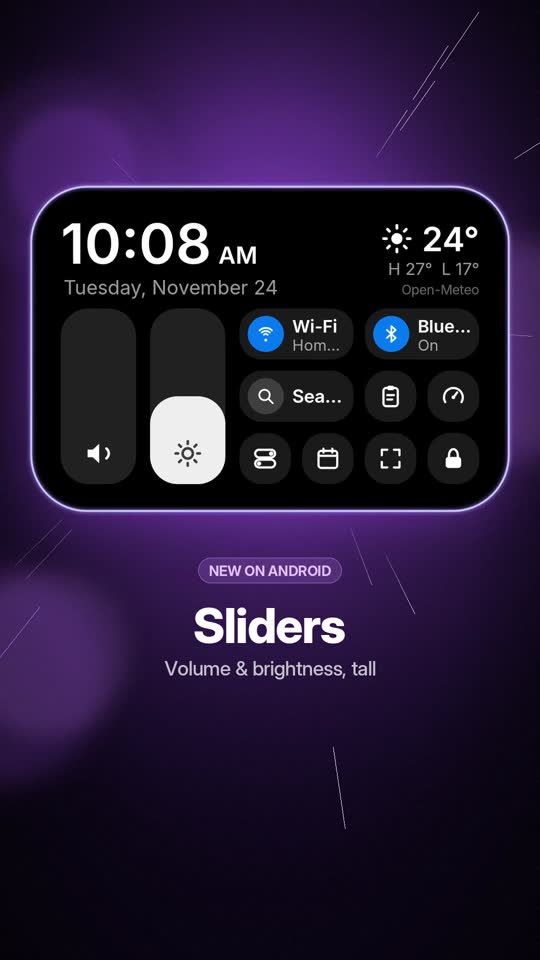 10:08 AM
Tuesday, November 24
24°
H 27° L 17°
Open-Meteo
Wi-Fi
Hom...
Blue...
On
Sea...
NEW ON ANDROID
Sliders
Volume & brightness, tall